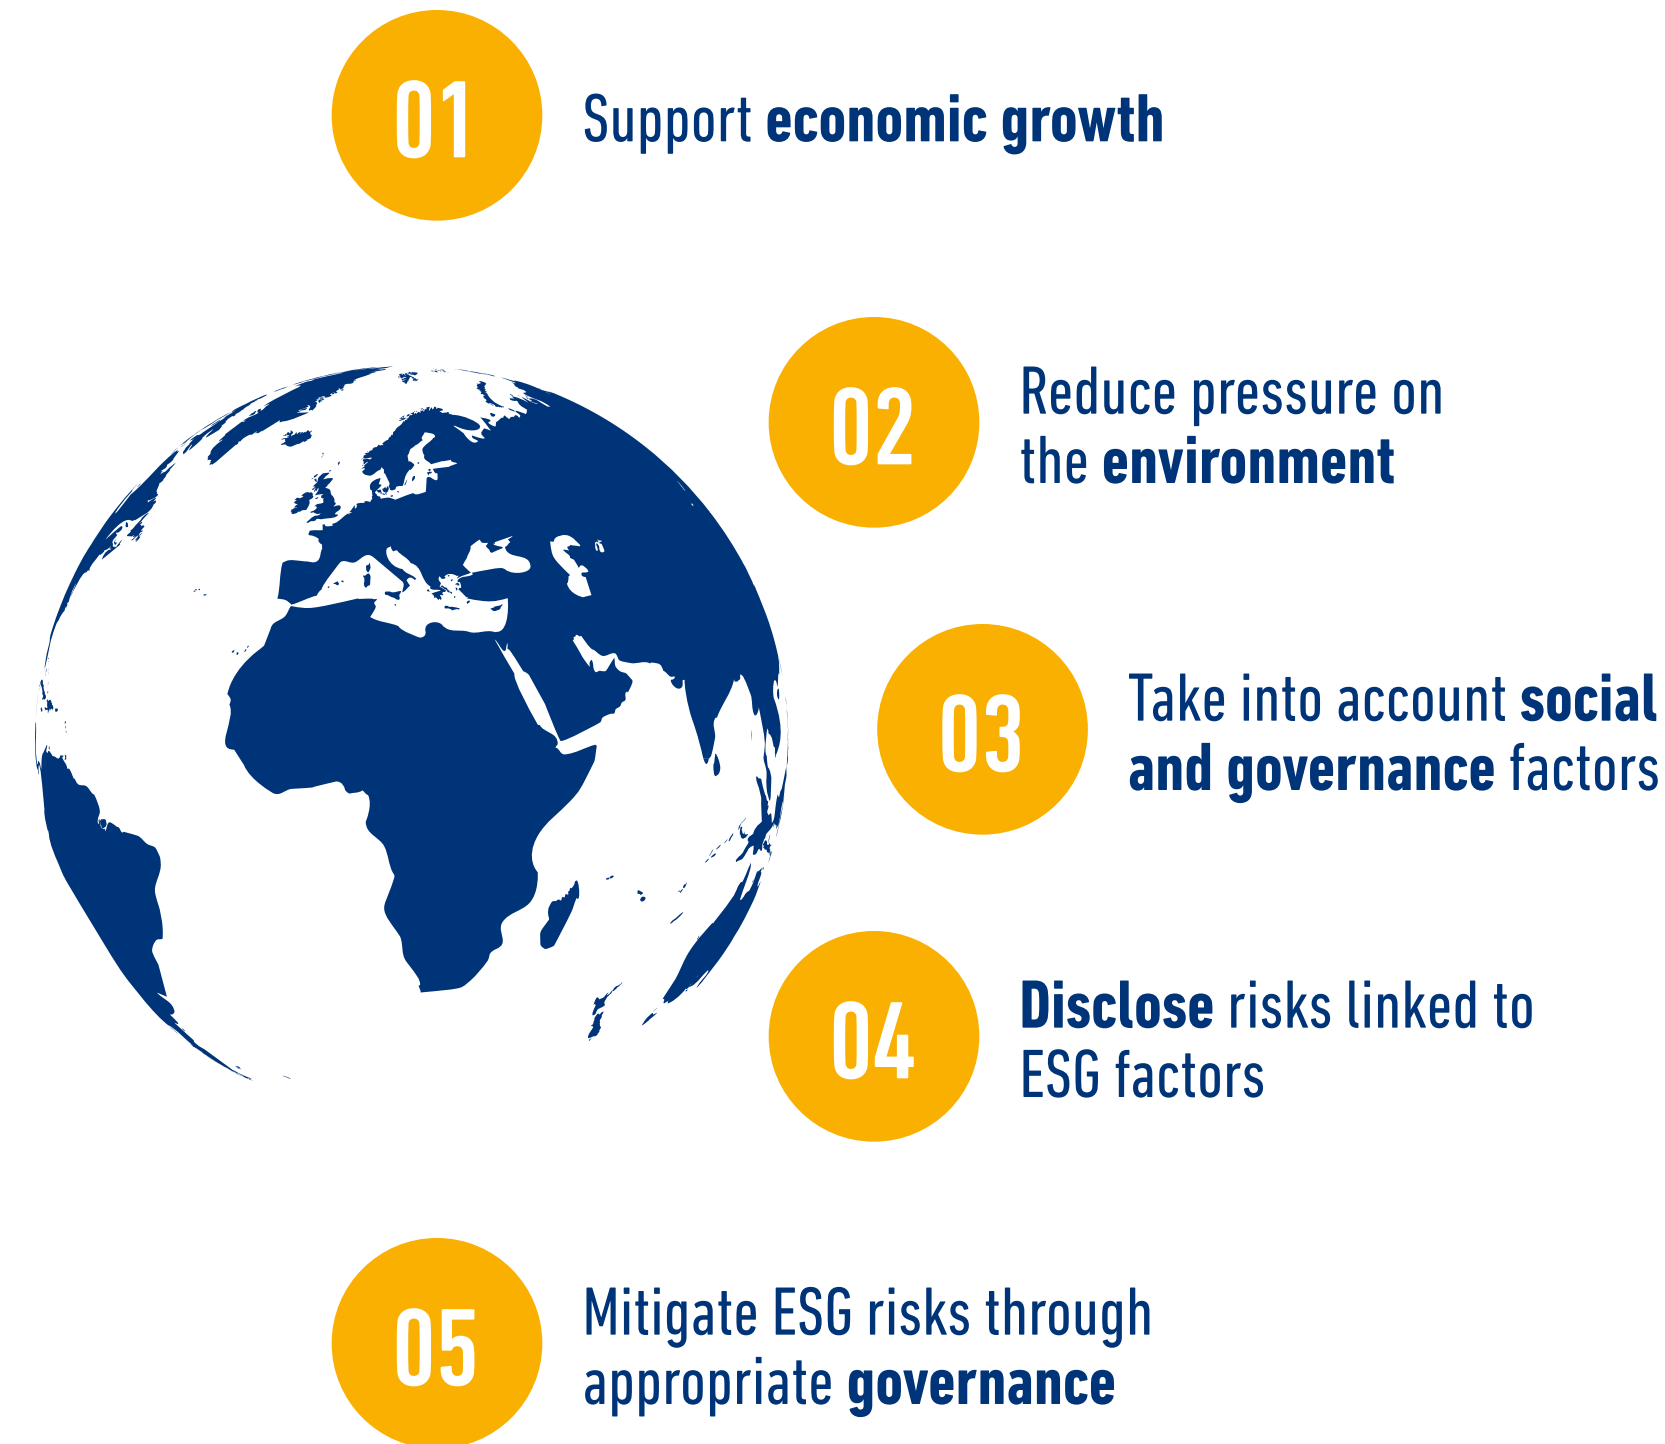 01
Support economic growth
02
Reduce pressure on
the environment
03
Take into account social
and governance factors
04
Disclose risks linked to
ESG factors
05
Mitigate ESG risks through
appropriate governance